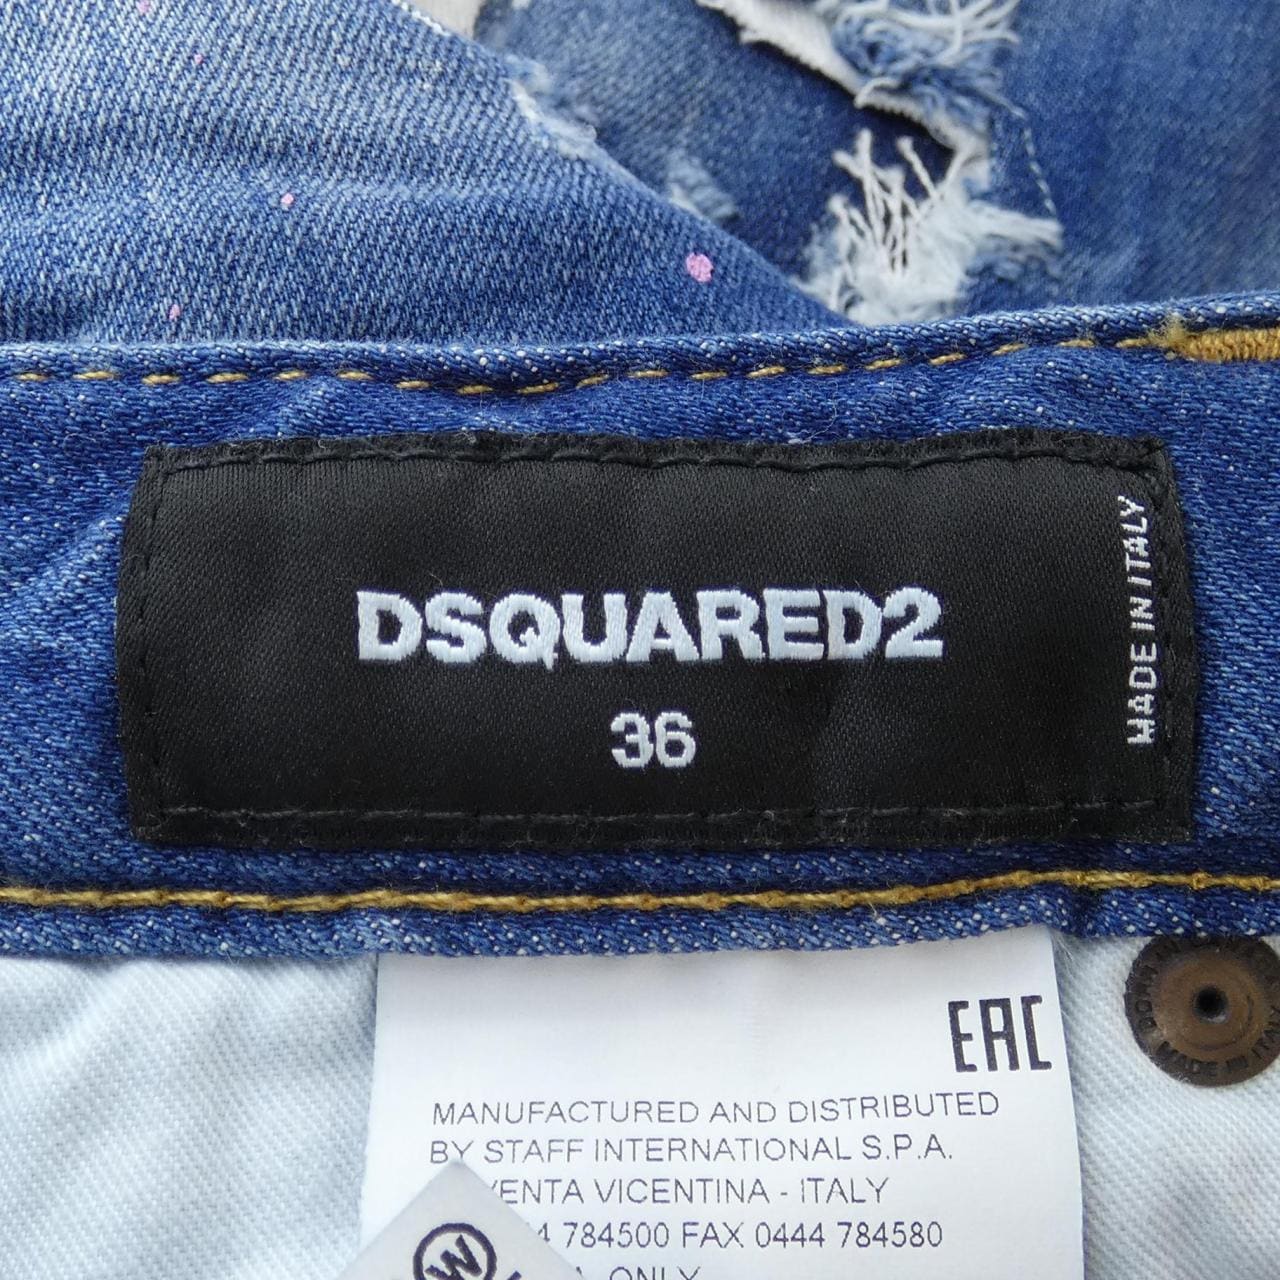 DSQUARED2
36
MADE IN ITALY
EAC
MANUFACTURED AND DISTRIBUTED
BY STAFF INTERNATIONAL S.P.A.
VICENTINA - ITALY
784500 FAX 0444 784580
ONLY
W
MADE IN ITALY